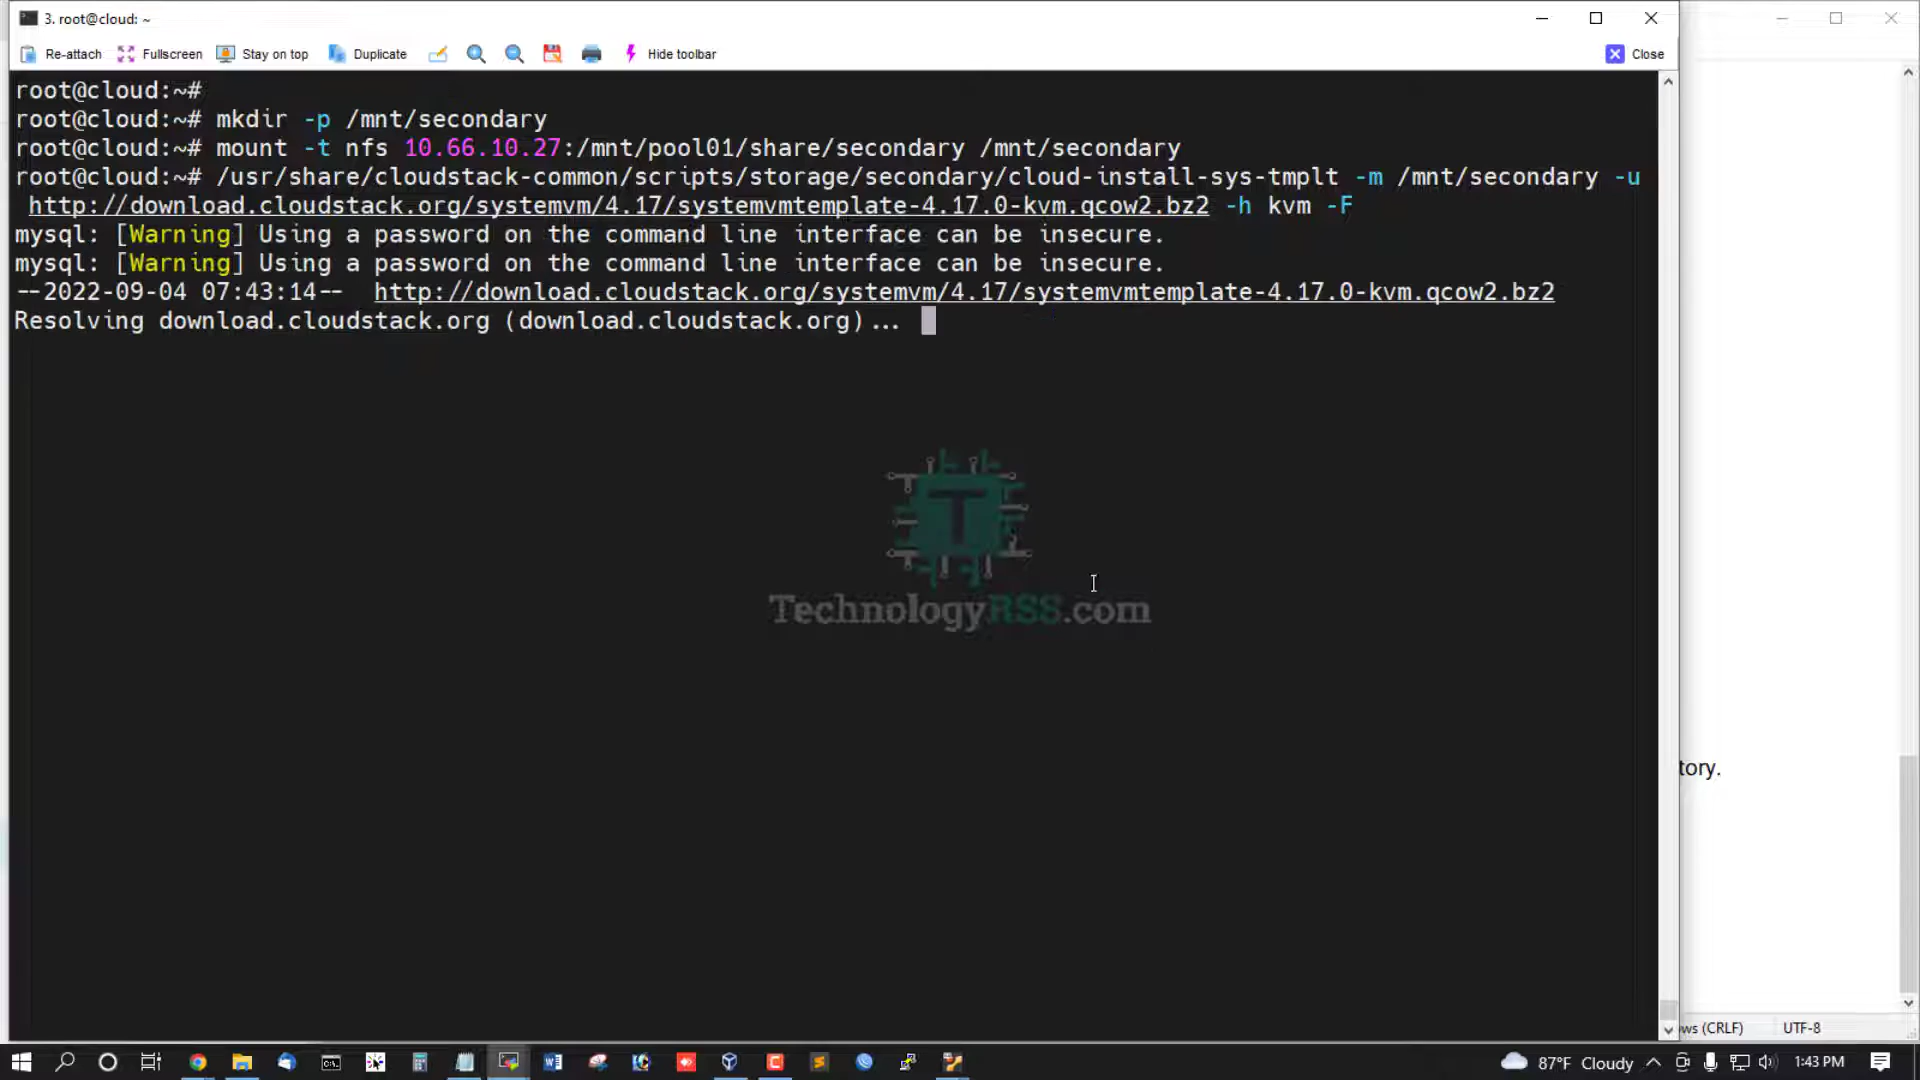 3. root@cloud: ~
Re-attach Fullscreen Stay on top Duplicate Hide toolbar Close
root@cloud:~#
root@cloud:~# mkdir -p /mnt/secondary
root@cloud:~# mount -t nfs 10.66.10.27:/mnt/pool01/share/secondary /mnt/secondary
root@cloud:~# /usr/share/cloudstack-common/scripts/storage/secondary/cloud-install-sys-tmplt -m /mnt/secondary -u
http://download.cloudstack.org/systemvm/4.17/systemvmtemplate-4.17.0-kvm.qcow2.bz2 -h kvm -F
mysql: [Warning] Using a password on the command line interface can be insecure.
mysql: [Warning] Using a password on the command line interface can be insecure.
--2022-09-04 07:43:14-- http://download.cloudstack.org/systemvm/4.17/systemvmtemplate-4.17.0-kvm.qcow2.bz2
Resolving download.cloudstack.org (download.cloudstack.org)...
T
TechnologyRSS.com
tory.
ws (CRLF) UTF-8
87°F Cloudy 1:43 PM